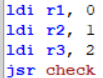 ldi r1, 0
ldi r2, 1
ldi r3, 2
jsr check